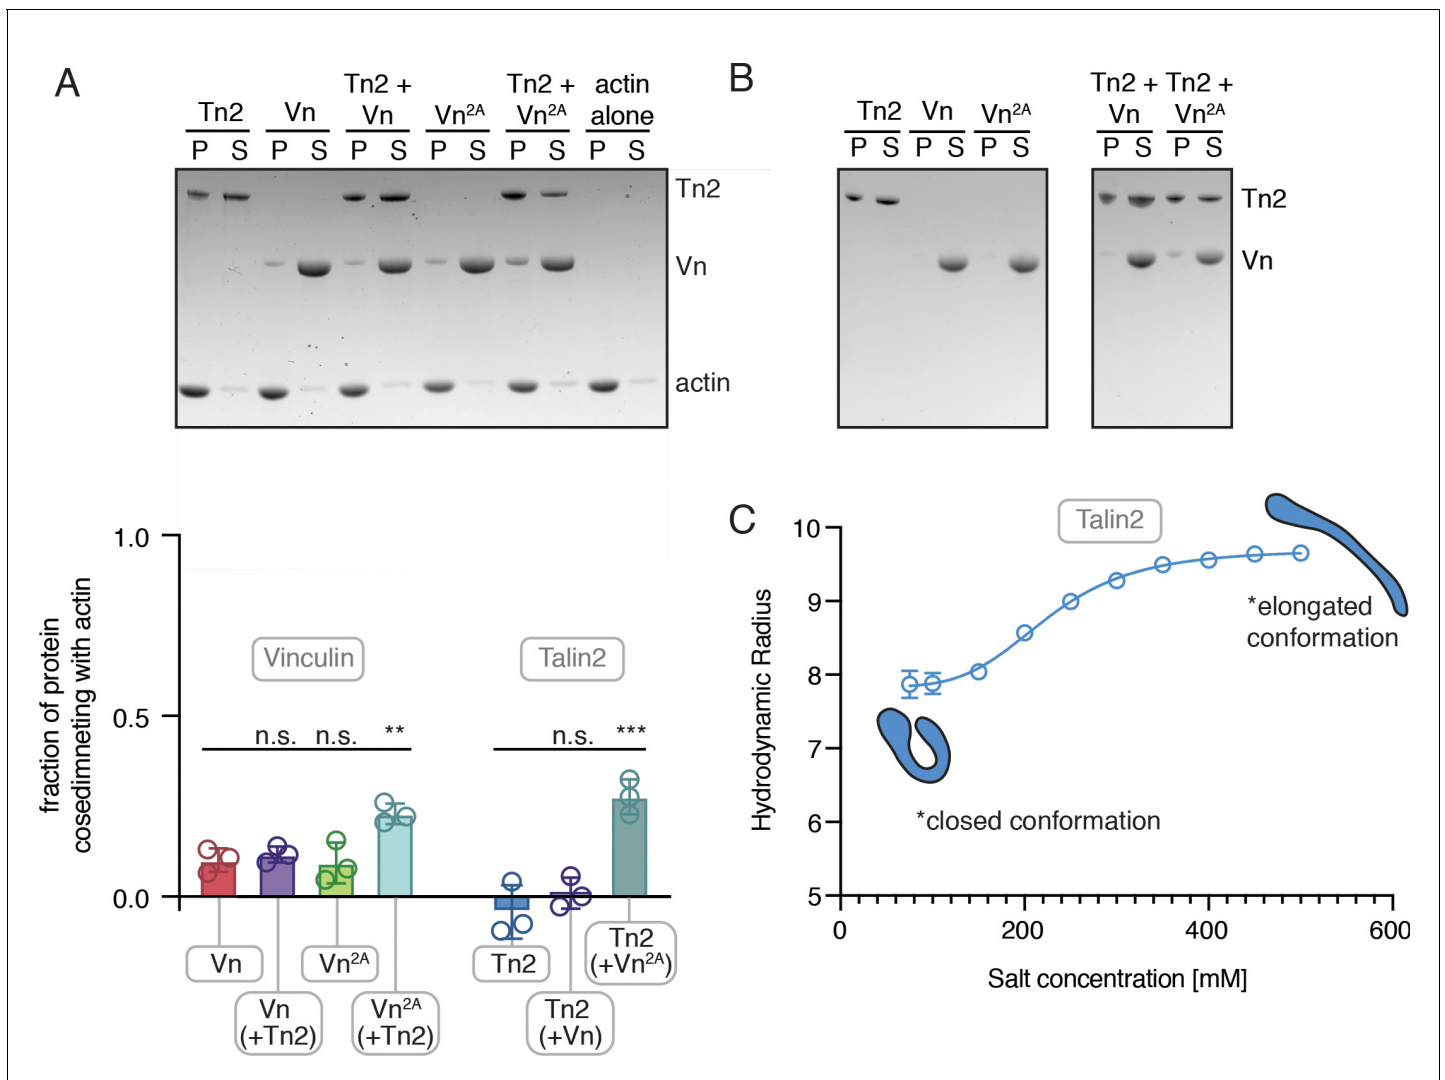 A
Tn2
Vn
Tn2 +
Vn
Vn2A
Tn2 +
Vn2A
actin
alone
P S P S P S P S P S P S
Tn2
Vn
actin
B
Tn2
Vn
Vn2A
Tn2 +
Vn
Tn2 +
Vn2A
P S P S P S
P S P S
Tn2
Vn
fraction of protein
cosedimneting with actin
1.0
0.5
0.0
Vinculin
Talin2
n.s. n.s. **
n.s. ***
Vn
Vn
(+Tn2)
Vn2A
Vn2A
(+Tn2)
Tn2
Tn2
(+Vn)
Tn2
(+Vn2A)
C
Talin2
Hydrodynamic Radius
10
9
8
7
6
5
0 200 400 600
Salt concentration [mM]
*elongated
conformation
*closed conformation